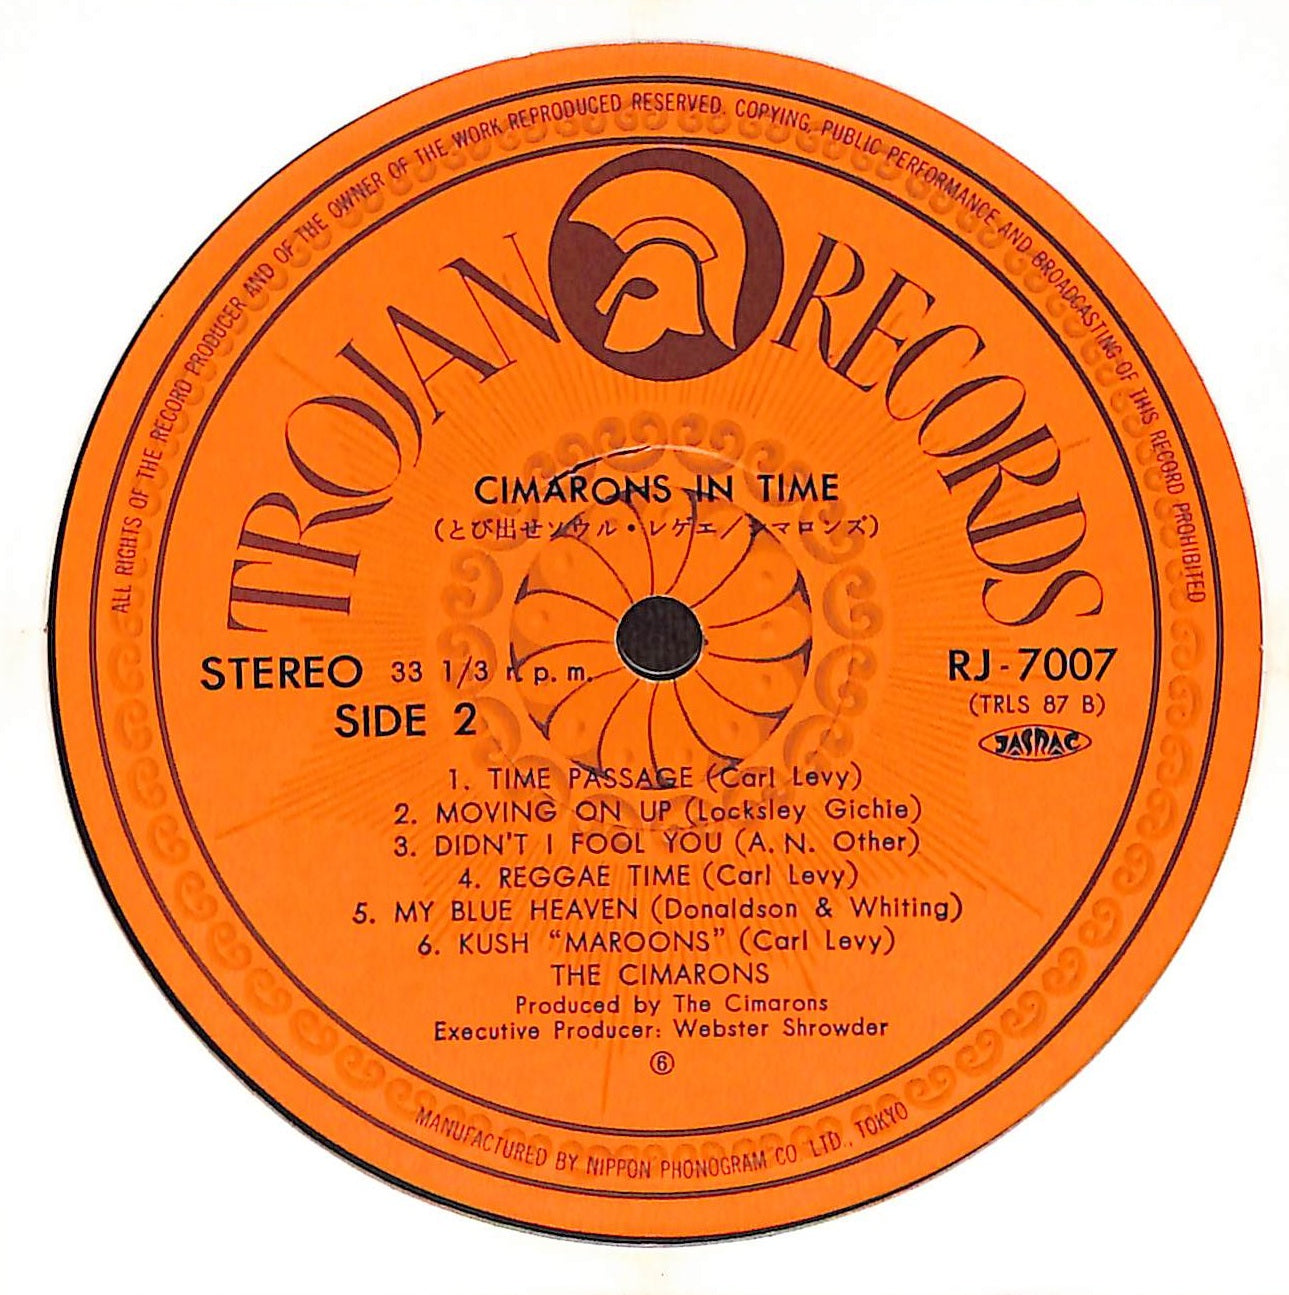 ALL RIGHTS OF THE RECORD PRODUCER AND OF THE OWNER OF THE WORK REPRODUCED RESERVED. COPYING, PUBLIC PERFORMANCE AND BROADCASTING OF THIS RECORD PROHIBITED
TROJAN RECORDS
CIMARONS IN TIME
(とび出せソウル・レゲエ/シマロンズ)
STEREO 33 1/3 r. p. m.
SIDE 2
RJ-7007
(TRLS 87 B)
JASRAC
1. TIME PASSAGE (Carl Levy)
2. MOVING ON UP (Locksley Gichie)
3. DIDN'T I FOOL YOU (A. N. Other)
4. REGGAE TIME (Carl Levy)
5. MY BLUE HEAVEN (Donaldson & Whiting)
6. KUSH “MAROONS” (Carl Levy)
THE CIMARONS
Produced by The Cimarons
Executive Producer: Webster Shrowder
⑥
MANUFACTURED BY NIPPON PHONOGRAM CO. LTD., TOKYO